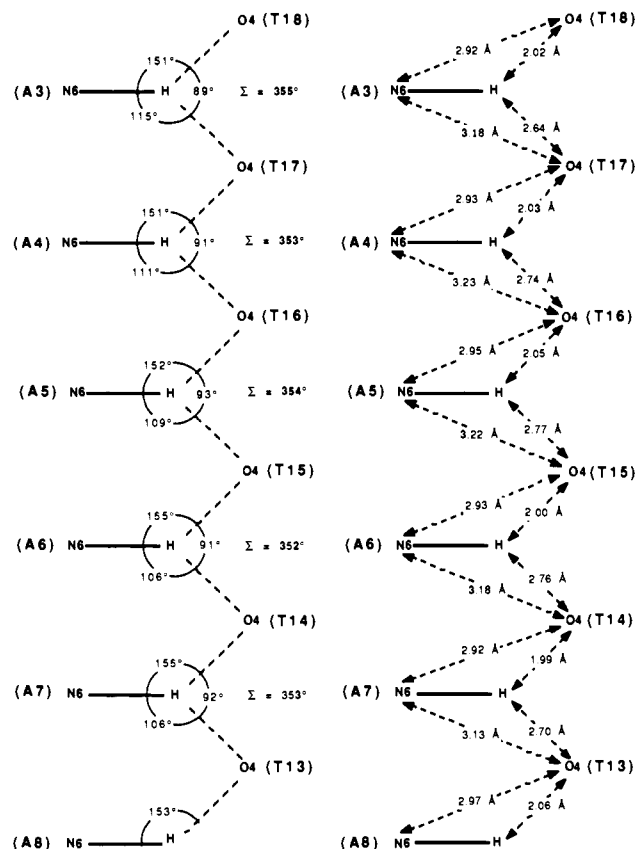 O4 (T18)
151°
(A3) N6 H 89° Σ = 355°
115°
O4 (T17)
151°
(A4) N6 H 91° Σ = 353°
111°
O4 (T16)
152°
(A5) N6 H 93° Σ = 354°
109°
O4 (T15)
155°
(A6) N6 H 91° Σ = 352°
106°
O4 (T14)
155°
(A7) N6 H 92° Σ = 353°
106°
O4 (T13)
153°
(A8) N6 H
O4 (T18)
2.92 Å 2.02 Å
(A3) N6 H
3.18 Å 2.64 Å
O4 (T17)
2.93 Å 2.03 Å
(A4) N6 H
3.23 Å 2.74 Å
O4 (T16)
2.95 Å 2.05 Å
(A5) N6 H
3.22 Å 2.77 Å
O4 (T15)
2.93 Å 2.00 Å
(A6) N6 H
3.18 Å 2.76 Å
O4 (T14)
2.92 Å 1.99 Å
(A7) N6 H
3.13 Å 2.70 Å
O4 (T13)
2.97 Å 2.06 Å
(A8) N6 H